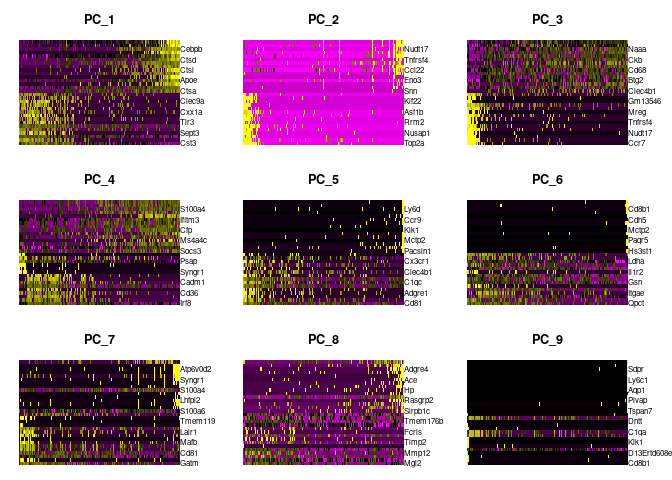 PC_1
Cebpb
Ctsd
Ctsl
Apoe
Ctsa
Clec9a
Cxx1a
Tlr3
Sept3
Cst3
PC_2
Nudt17
Tnfrsf4
Ccl22
Eno3
Snn
Kif22
Asf1b
Rrm2
Nusap1
Top2a
PC_3
Naaa
Ckb
Cd68
Btg2
Clec4b1
Gm13546
Mreg
Tnfrsf4
Nudt17
Ccr7
PC_4
S100a4
Ifitm3
Cfp
Ms4a4c
Socs3
Psap
Syngr1
Cadm1
Cd36
Irf8
PC_5
Ly6d
Ccr9
Klk1
Mctp2
Pacsin1
Cx3cr1
Clec4b1
C1qc
Adgre1
Cd81
PC_6
Cd8b1
Cdh5
Mctp2
Paqr5
Hs3st1
Ldha
Il1r2
Gsn
Itgae
Qpct
PC_7
Atp6v0d2
Syngr1
S100a4
Lhfpl2
S100a6
Tmem119
Lair1
Mafb
Cd81
Gatm
PC_8
Adgre4
Ace
Hp
Rasgrp2
Sirpb1c
Tmem176b
Fcrls
Timp2
Mmp12
Mgl2
PC_9
Sdpr
Ly6c1
Aqp1
Plvap
Tspan7
Dntt
C1qa
Klk1
D13Ertd608e
Cd8b1